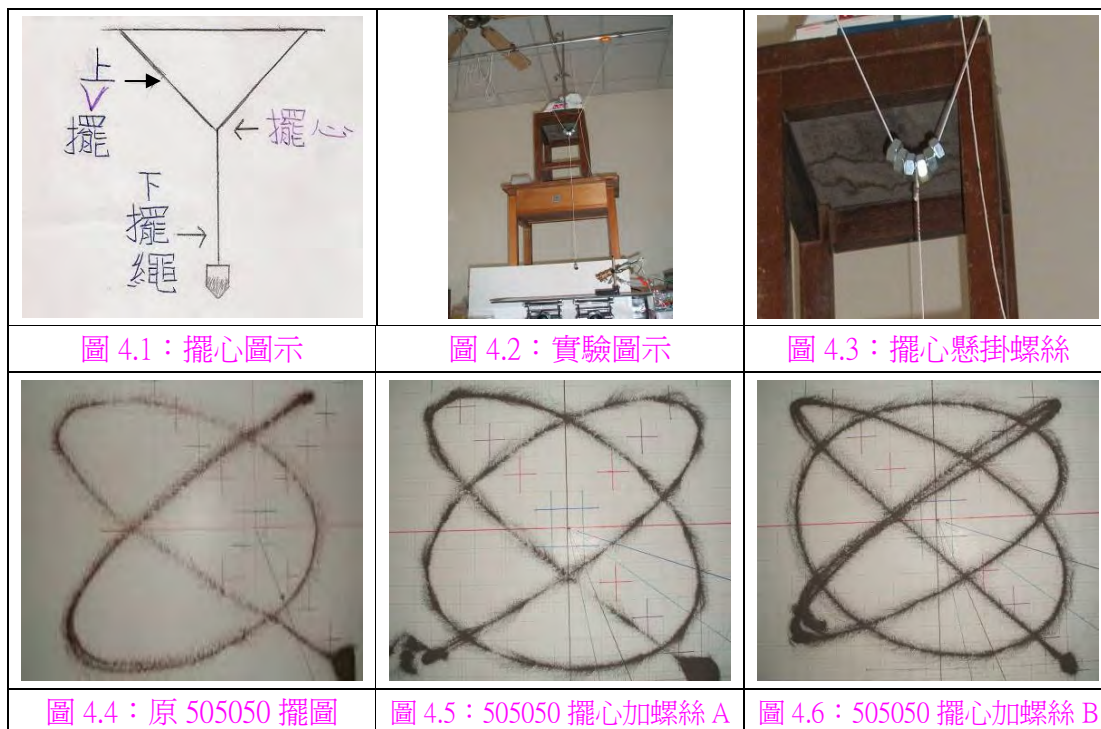 上
V
擺
擺心
下
擺
繩
圖 4.1：擺心圖示
圖 4.2：實驗圖示
圖 4.3：擺心懸掛螺絲
圖 4.4：原 505050 擺圖
圖 4.5：505050 擺心加螺絲 A
圖 4.6：505050 擺心加螺絲 B